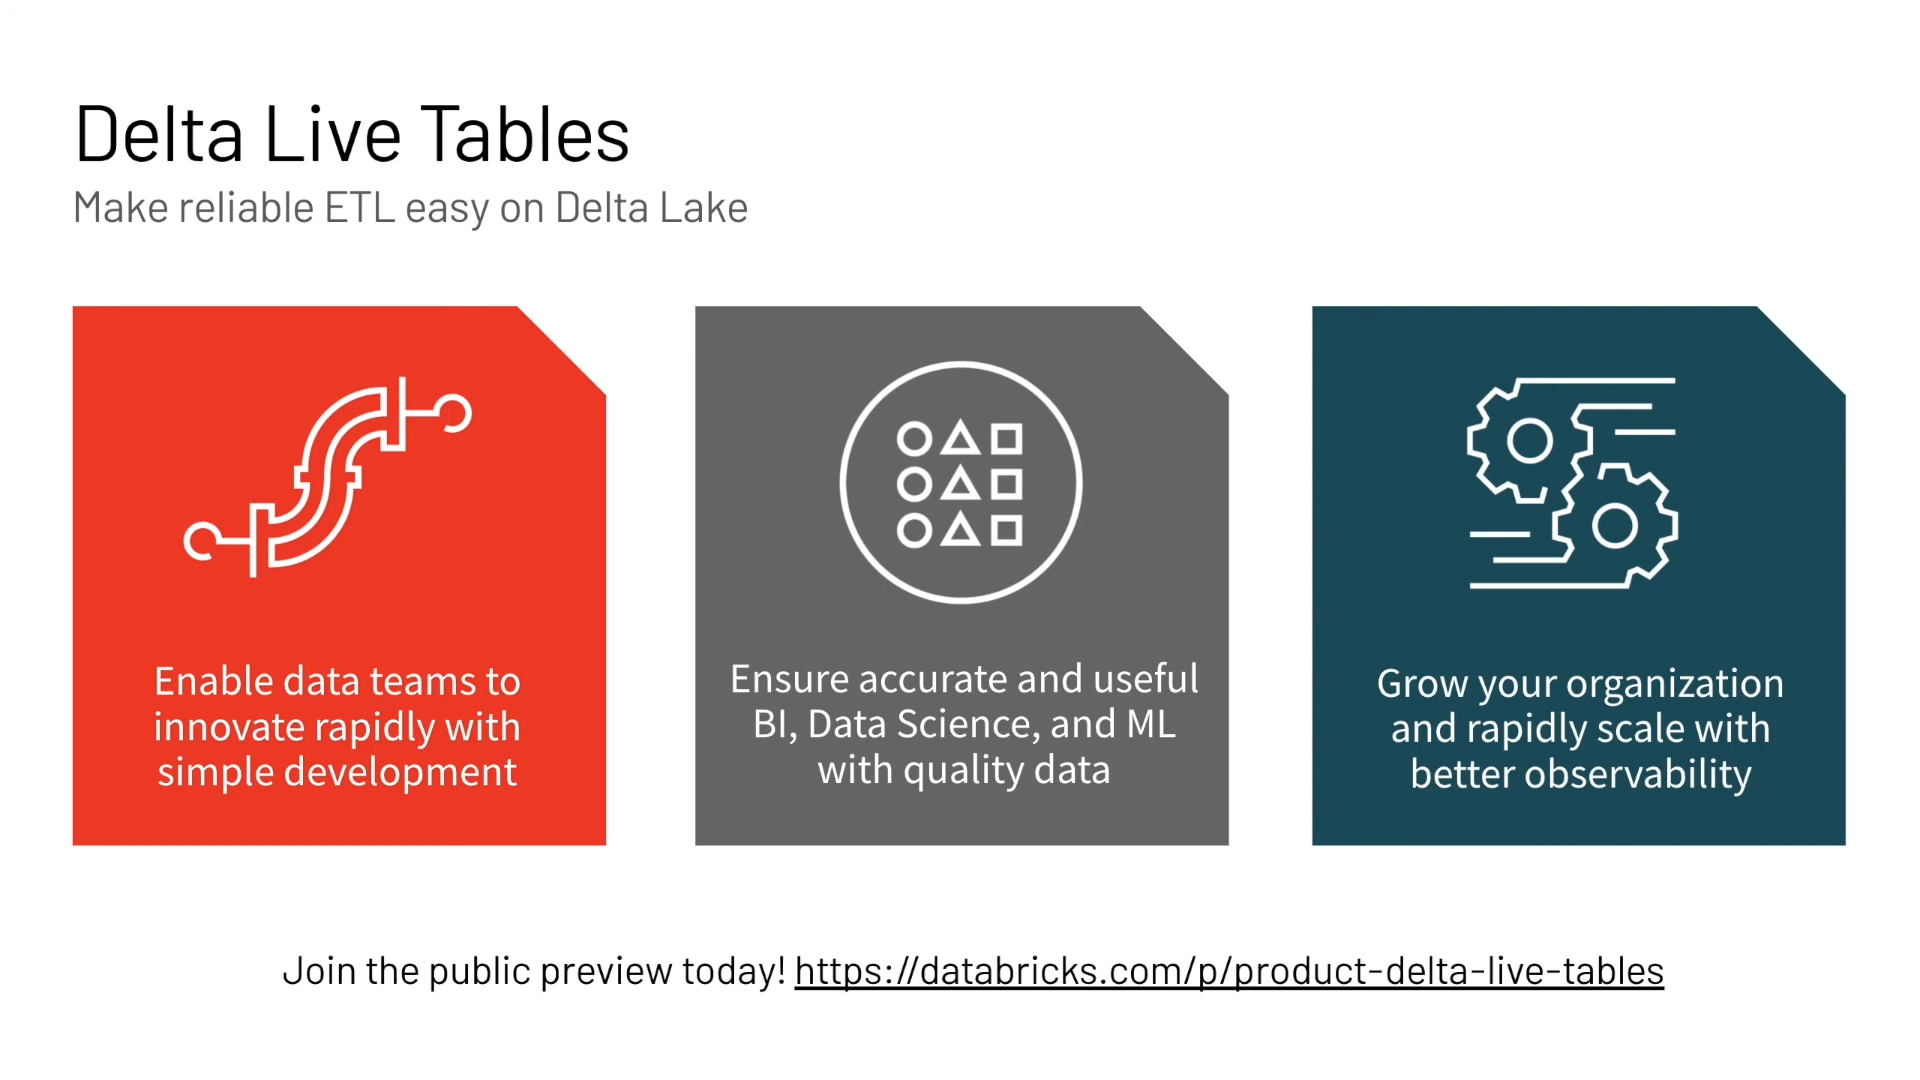 Delta Live Tables
Make reliable ETL easy on Delta Lake
Enable data teams to
innovate rapidly with
simple development
Ensure accurate and useful
BI, Data Science, and ML
with quality data
Grow your organization
and rapidly scale with
better observability
Join the public preview today! https://databricks.com/p/product-delta-live-tables